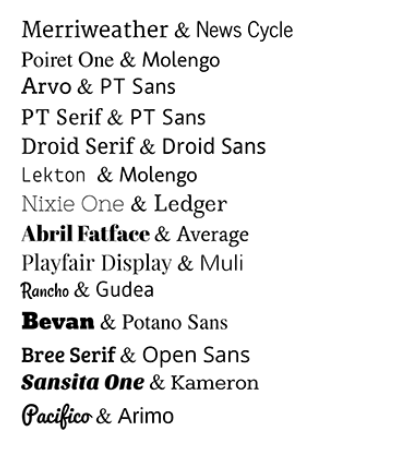 Merriweather & News Cycle
Poiret One & Molengo
Arvo & PT Sans
PT Serif & PT Sans
Droid Serif & Droid Sans
Lekton & Molengo
Nixie One & Ledger
Abril Fatface & Average
Playfair Display & Muli
Rancho & Gudea
Bevan & Potano Sans
Bree Serif & Open Sans
Sansita One & Kameron
Pacifico & Arimo